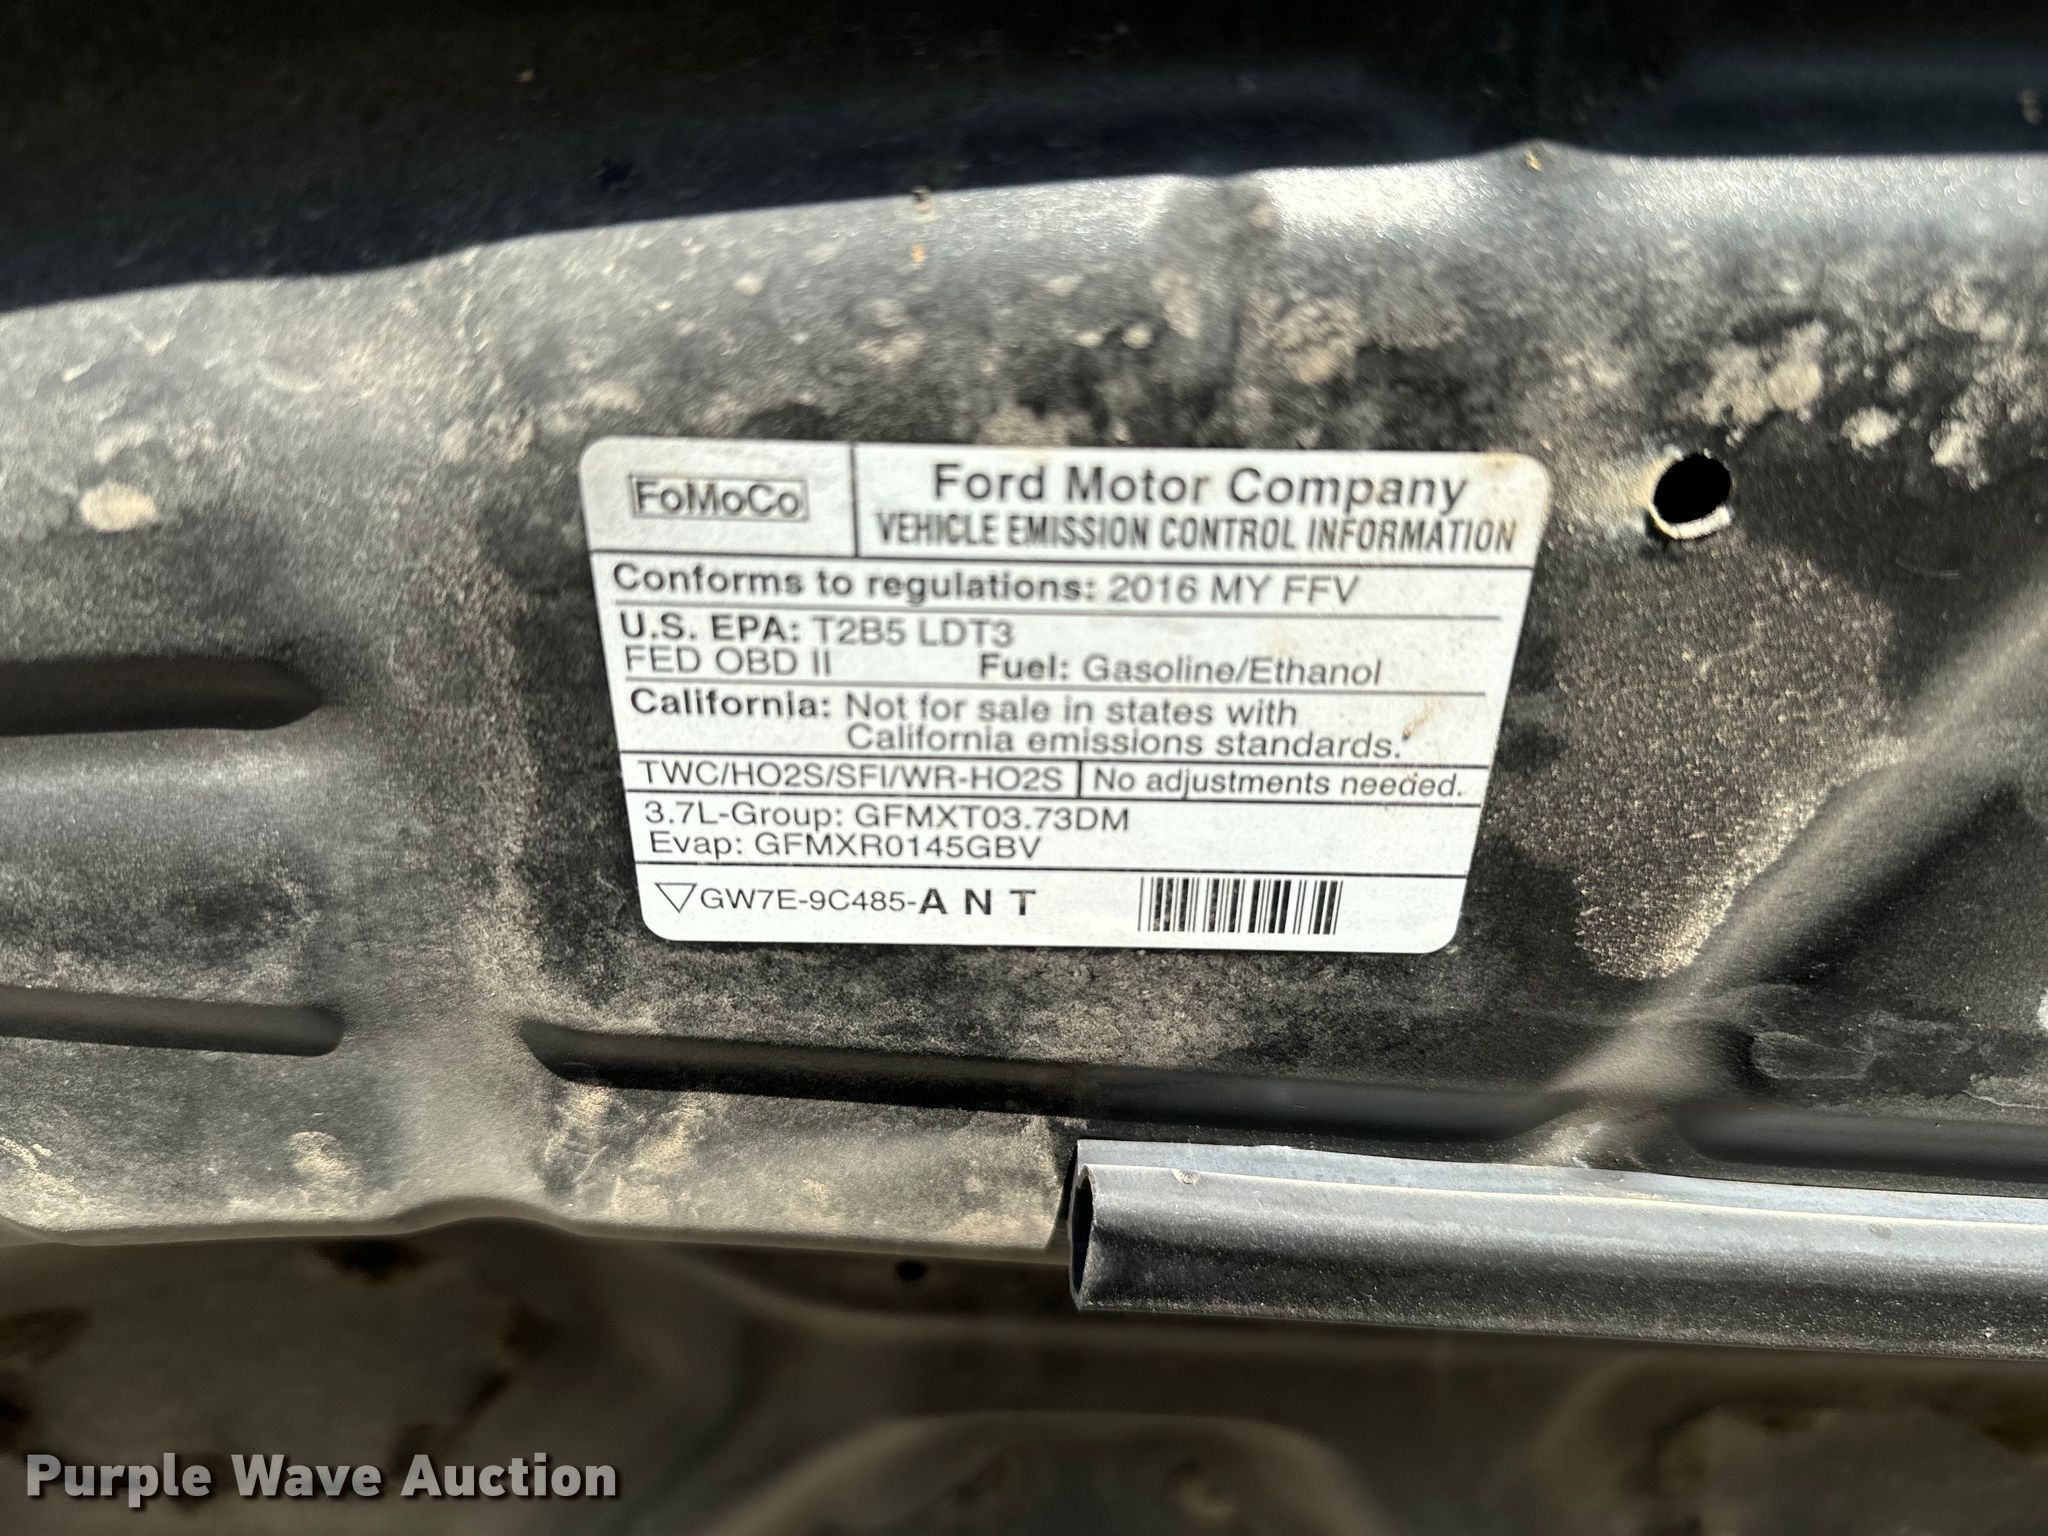 FoMoCo
Ford Motor Company
VEHICLE EMISSION CONTROL INFORMATION
Conforms to regulations: 2016 MY FFV
U.S. EPA: T2B5 LDT3
FED OBD II Fuel: Gasoline/Ethanol
California: Not for sale in states with
California emissions standards.
TWC/HO2S/SFI/WR-HO2S No adjustments needed.
3.7L-Group: GFMXT03.73DM
Evap: GFMXR0145GBV
GW7E-9C485-A N T
Purple Wave Auction